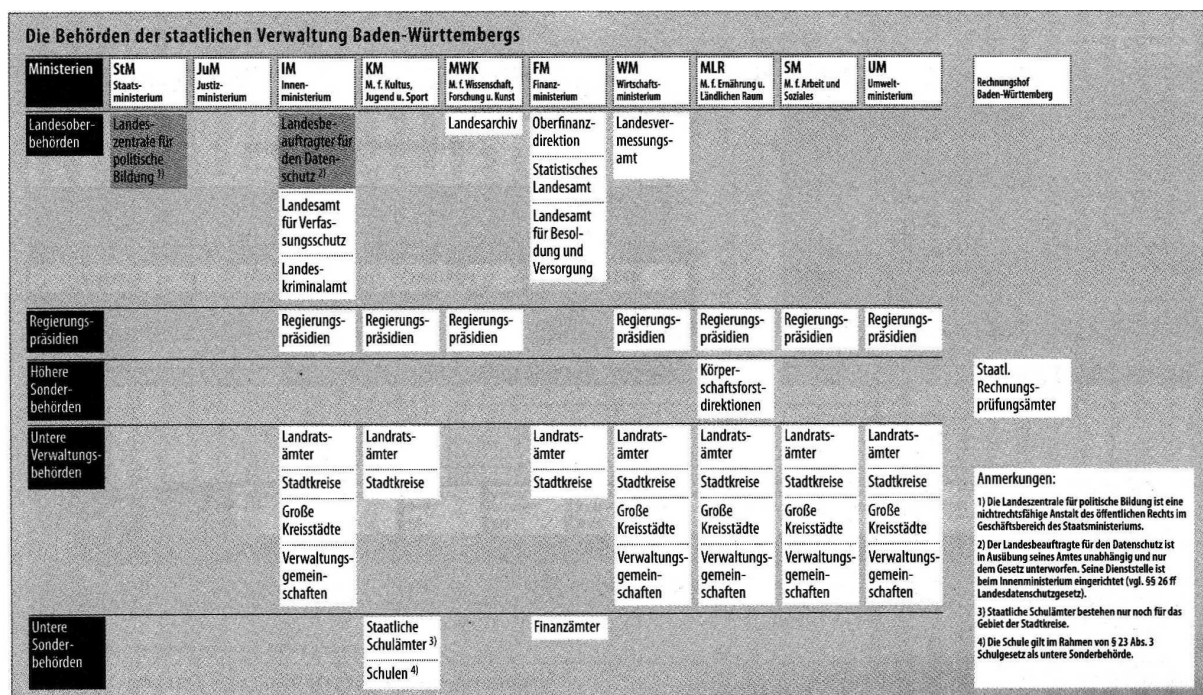 Die Behörden der staatlichen Verwaltung Baden-Württembergs
Ministerien
StM
Staats-
ministerium
JuM
Justiz-
ministerium
IM
Innen-
ministerium
KM
M. f. Kultus,
Jugend u. Sport
MWK
M. f. Wissenschaft,
Forschung u. Kunst
FM
Finanz-
ministerium
WM
Wirtschafts-
ministerium
MLR
M. f. Ernährung u.
Ländlichen Raum
SM
M. f. Arbeit und
Soziales
UM
Umwelt-
ministerium
Rechnungshof
Baden-Württemberg
Landesober-
behörden
Landes-
zentrale für
politische
Bildung 1)
Landesbe-
auftragter für
den Daten-
schutz 2)
Landesamt
für Verfas-
sungsschutz
Landes-
kriminalamt
Landesarchiv
Oberfinanz-
direktion
Statistisches
Landesamt
Landesamt
für Besol-
dung und
Versorgung
Landesver-
messungs-
amt
Regierungs-
präsidien
Regierungs-
präsidien
Regierungs-
präsidien
Regierungs-
präsidien
Regierungs-
präsidien
Regierungs-
präsidien
Regierungs-
präsidien
Regierungs-
präsidien
Höhere
Sonder-
behörden
Körper-
schaftsforst-
direktionen
Staatl.
Rechnungs-
prüfungsämter
Untere
Verwaltungs-
behörden
Landrats-
ämter
Stadtkreise
Große
Kreisstädte
Verwaltungs-
gemein-
schaften
Landrats-
ämter
Stadtkreise
Landrats-
ämter
Stadtkreise
Landrats-
ämter
Stadtkreise
Große
Kreisstädte
Verwaltungs-
gemein-
schaften
Landrats-
ämter
Stadtkreise
Große
Kreisstädte
Verwaltungs-
gemein-
schaften
Landrats-
ämter
Stadtkreise
Große
Kreisstädte
Verwaltungs-
gemein-
schaften
Landrats-
ämter
Stadtkreise
Große
Kreisstädte
Verwaltungs-
gemein-
schaften
Untere
Sonder-
behörden
Staatliche
Schulämter 3)
Schulen 4)
Finanzämter
Anmerkungen:
1) Die Landeszentrale für politische Bildung ist eine
nichtrechtsfähige Anstalt des öffentlichen Rechts im
Geschäftsbereich des Staatsministeriums.
2) Der Landesbeauftragte für den Datenschutz ist
in Ausübung seines Amtes unabhängig und nur
dem Gesetz unterworfen. Seine Dienststelle ist
beim Innenministerium eingerichtet (vgl. §§ 26 ff
Landesdatenschutzgesetz).
3) Staatliche Schulämter bestehen nur noch für das
Gebiet der Stadtkreise.
4) Die Schule gilt im Rahmen von § 23 Abs. 3
Schulgesetz als untere Sonderbehörde.